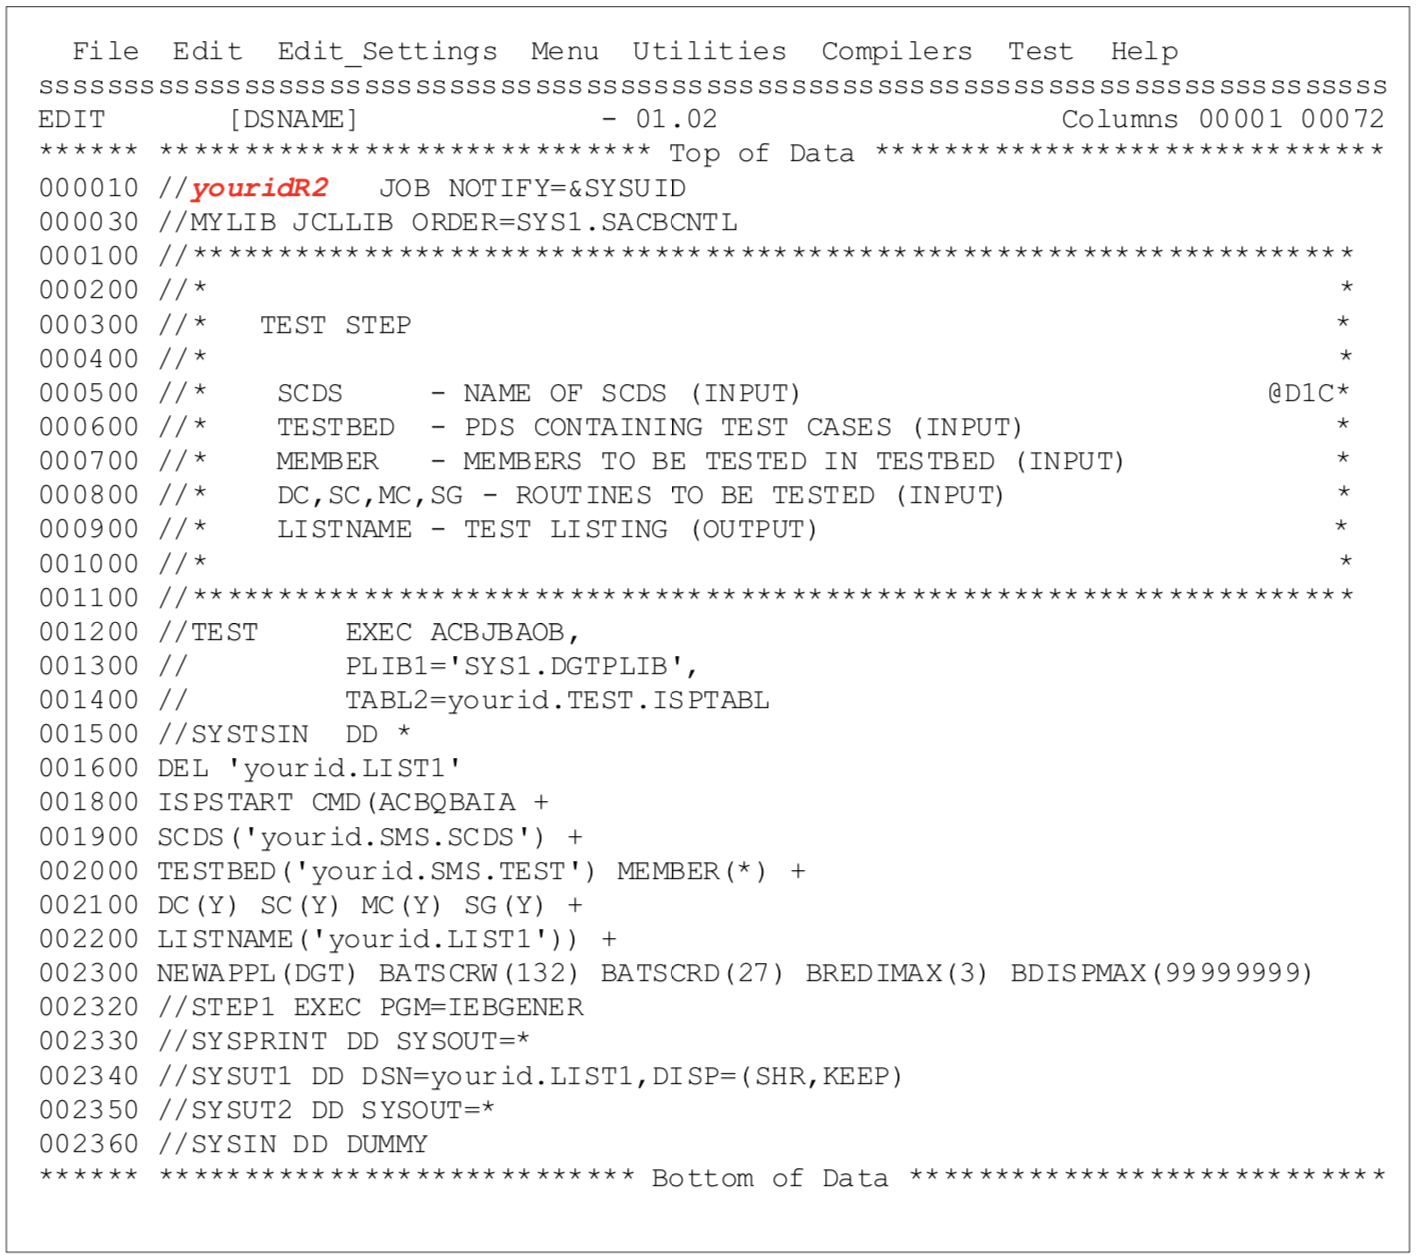 File  Edit  Edit_Settings  Menu  Utilities  Compilers  Test  Help
sssssssssssssssssssssssssssssssssssssssssssssssssssssssssssssssssssssssssssssss
EDIT       [DSNAME]              - 01.02                    Columns 00001 00072
****** ***************************** Top of Data ******************************
000010 //youridR2   JOB NOTIFY=&SYSUID
000030 //MYLIB JCLLIB ORDER=SYS1.SACBCNTL
000100 //********************************************************************
000200 //*                                                                  *
000300 //*   TEST STEP                                                      *
000400 //*                                                                  *
000500 //*    SCDS     - NAME OF SCDS (INPUT)                           @D1C*
000600 //*    TESTBED  - PDS CONTAINING TEST CASES (INPUT)                  *
000700 //*    MEMBER   - MEMBERS TO BE TESTED IN TESTBED (INPUT)            *
000800 //*    DC,SC,MC,SG - ROUTINES TO BE TESTED (INPUT)                   *
000900 //*    LISTNAME - TEST LISTING (OUTPUT)                              *
001000 //*                                                                  *
001100 //********************************************************************
001200 //TEST     EXEC ACBJBAOB,
001300 //         PLIB1='SYS1.DGTPLIB',
001400 //         TABL2=yourid.TEST.ISPTABL
001500 //SYSTSIN  DD *
001600 DEL 'yourid.LIST1'
001800 ISPSTART CMD(ACBQBAIA +
001900 SCDS('yourid.SMS.SCDS') +
002000 TESTBED('yourid.SMS.TEST') MEMBER(*) +
002100 DC(Y) SC(Y) MC(Y) SG(Y) +
002200 LISTNAME('yourid.LIST1')) +
002300 NEWAPPL(DGT) BATSCRW(132) BATSCRD(27) BREDIMAX(3) BDISPMAX(99999999)
002320 //STEP1 EXEC PGM=IEBGENER
002330 //SYSPRINT DD SYSOUT=*
002340 //SYSUT1 DD DSN=yourid.LIST1,DISP=(SHR,KEEP)
002350 //SYSUT2 DD SYSOUT=*
002360 //SYSIN DD DUMMY
****** **************************** Bottom of Data ****************************